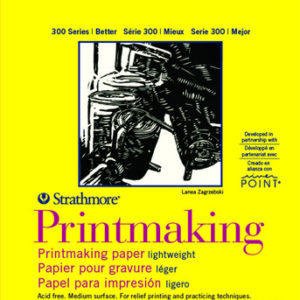 300 Series | Better   Série 300 | Mieux   Serie 300 | Mejor
Lanea Zagrzebski
Developed in
partnership with
Développé en
partenariat avec
Creado en
alianza con
POINT
Strathmore®
Printmaking
Printmaking paper lightweight
Papier pour gravure léger
Papel para impresión ligero
Acid free. Medium surface. For relief printing and practicing techniques.